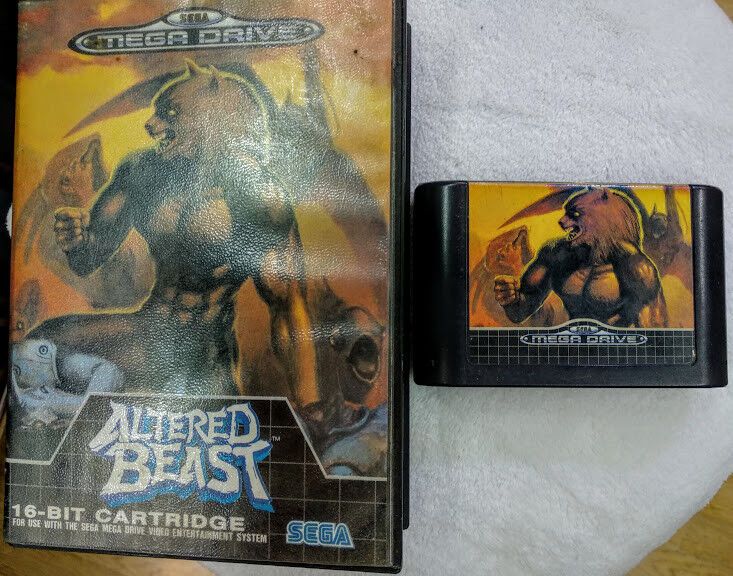 SEGA
MEGA DRIVE
ALTERED
BEAST™
16-BIT CARTRIDGE
FOR USE WITH THE SEGA MEGA DRIVE VIDEO ENTERTAINMENT SYSTEM
SEGA
SEGA
MEGA DRIVE